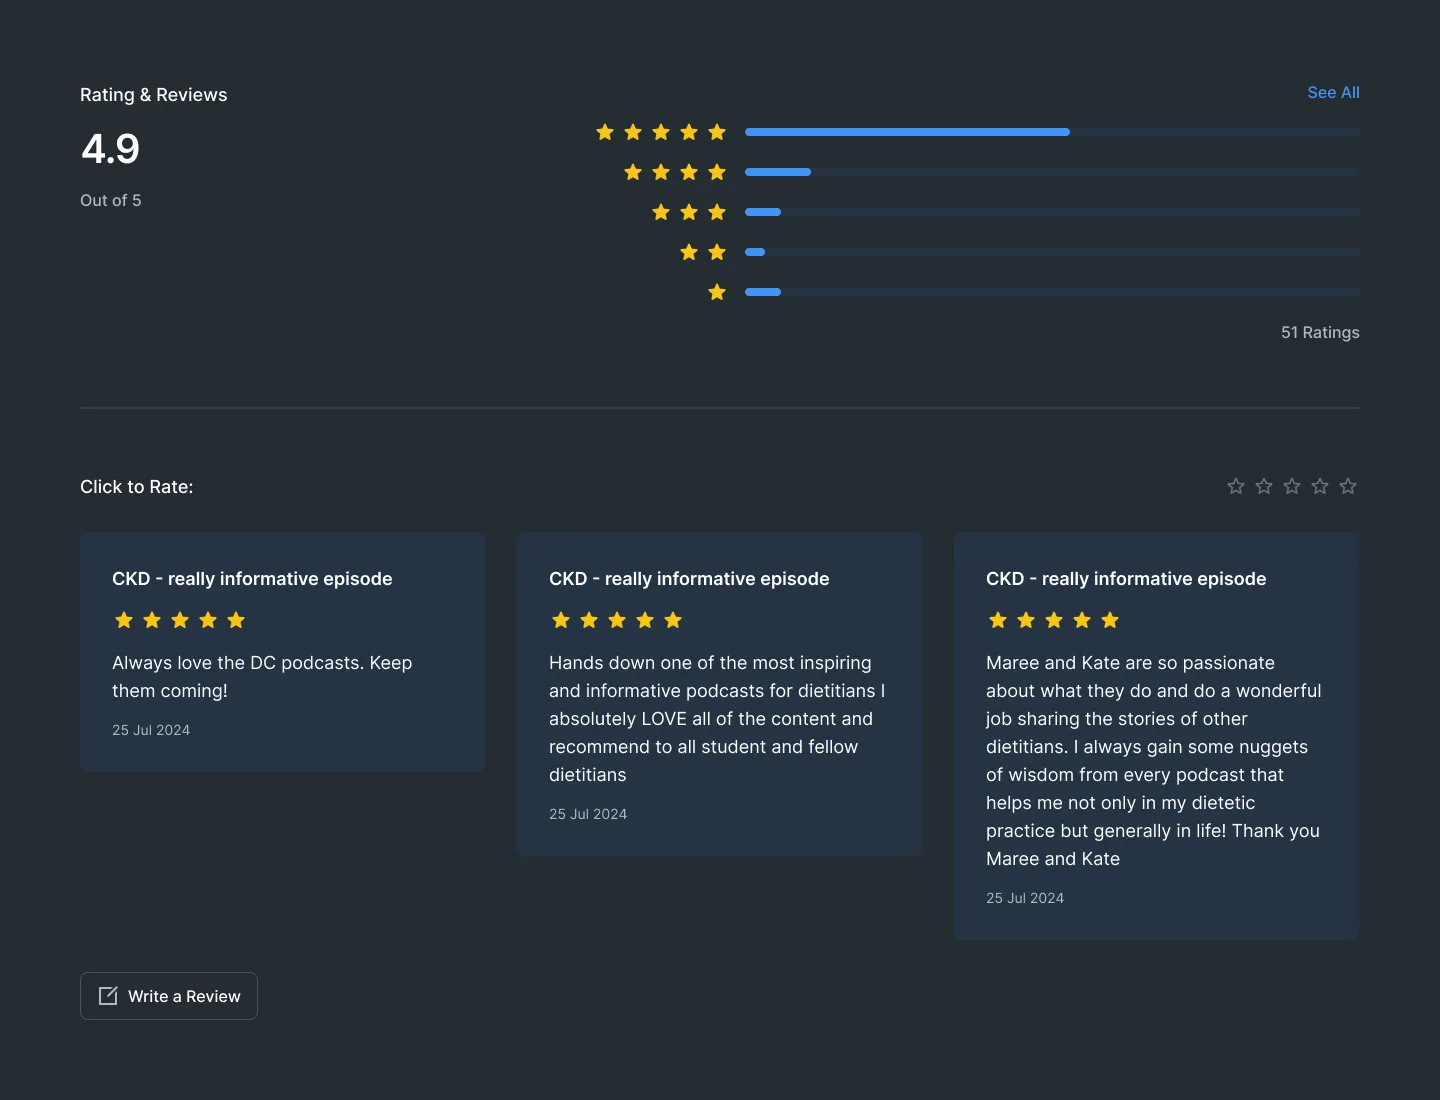 Rating & Reviews
See All
4.9
Out of 5
51 Ratings
Click to Rate:
CKD - really informative episode
Always love the DC podcasts. Keep
them coming!
25 Jul 2024
CKD - really informative episode
Hands down one of the most inspiring
and informative podcasts for dietitians I
absolutely LOVE all of the content and
recommend to all student and fellow
dietitians
25 Jul 2024
CKD - really informative episode
Maree and Kate are so passionate
about what they do and do a wonderful
job sharing the stories of other
dietitians. I always gain some nuggets
of wisdom from every podcast that
helps me not only in my dietetic
practice but generally in life! Thank you
Maree and Kate
25 Jul 2024
Write a Review